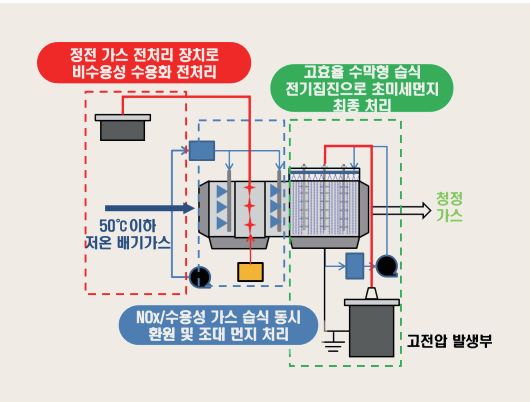 정전 가스 전처리 장치로
비수용성 수용화 전처리
고효율 수막형 습식
전기집진으로 초미세먼지
최종 처리
50℃이하
저온 배기가스
청정
가스
NOx/수용성 가스 습식 동시
환원 및 조대 먼지 처리
고전압 발생부